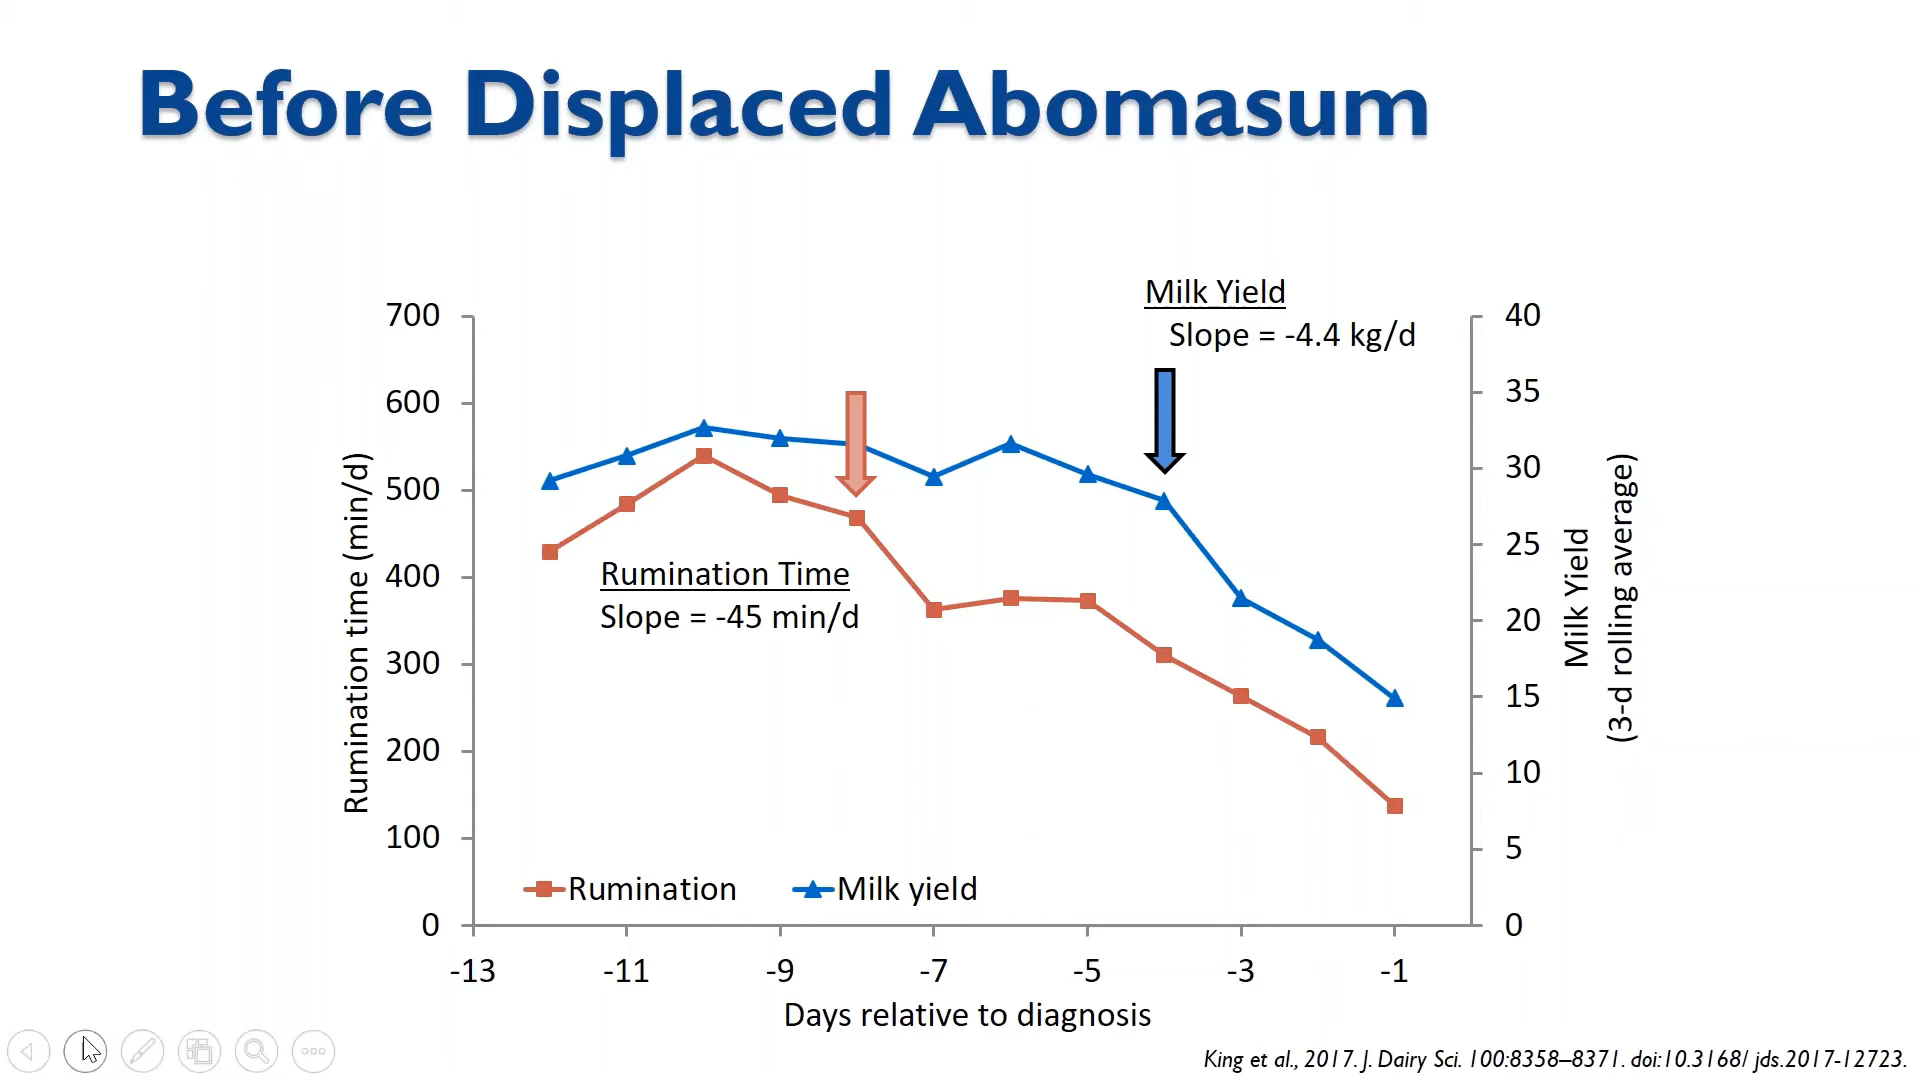 Before Displaced Abomasum
Milk Yield
Slope = -4.4 kg/d
700
600
500
400
300
200
100
0
Rumination time (min/d)
Rumination Time
Slope = -45 min/d
40
35
30
25
20
15
10
5
0
Milk Yield
(3-d rolling average)
Rumination
Milk yield
-13 -11 -9 -7 -5 -3 -1
Days relative to diagnosis
King et al., 2017. J. Dairy Sci. 100:8358–8371. doi:10.3168/ jds.2017-12723.